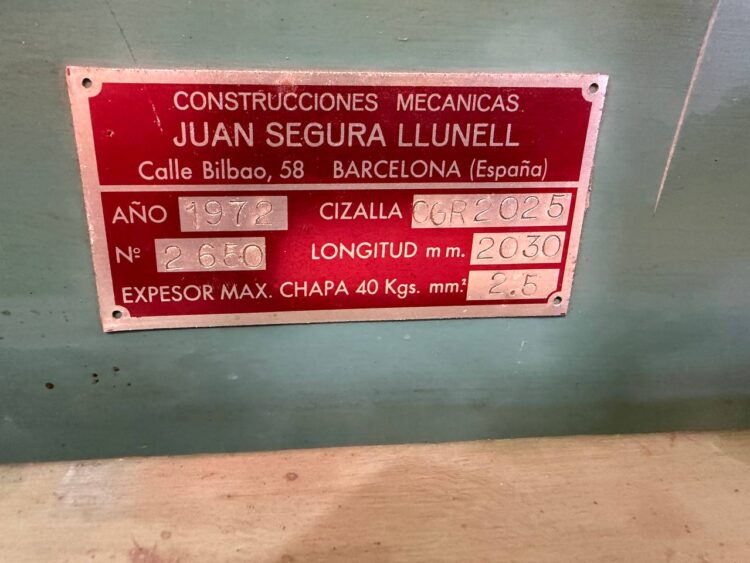 CONSTRUCCIONES MECANICAS
JUAN SEGURA LLUNELL
Calle Bilbao, 58 BARCELONA (España)
AÑO 1972 CIZALLA CGR2025
Nº 2650 LONGITUD mm. 2030
EXPESOR MAX. CHAPA 40 Kgs. mm.² 2.5